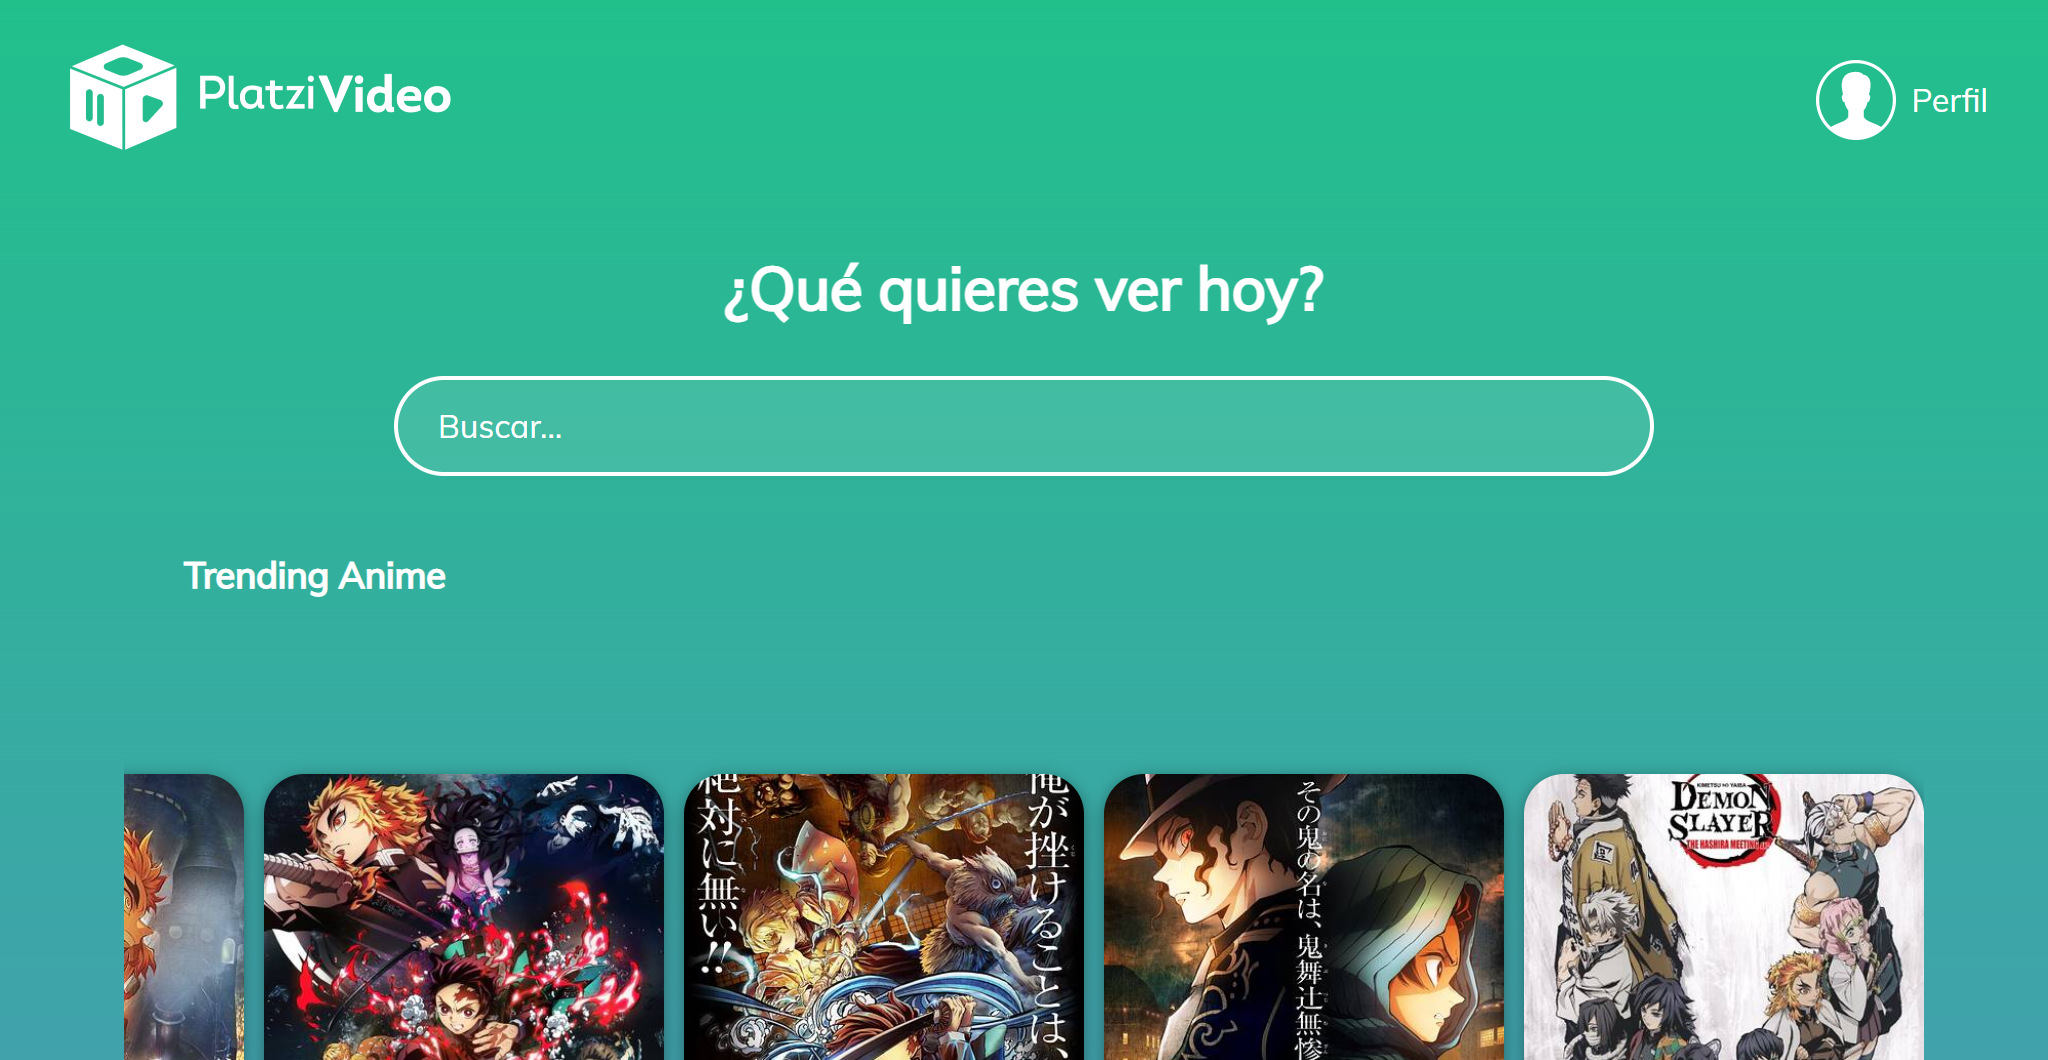 PlatziVideo
Perfil
¿Qué quieres ver hoy?
Buscar...
Trending Anime
俺が挫けることは、
絶対に無い!!
その鬼の名は、鬼舞辻無惨
KIMETSU NO YAIBA
DEMON
SLAYER
THE HASHIRA MEETING